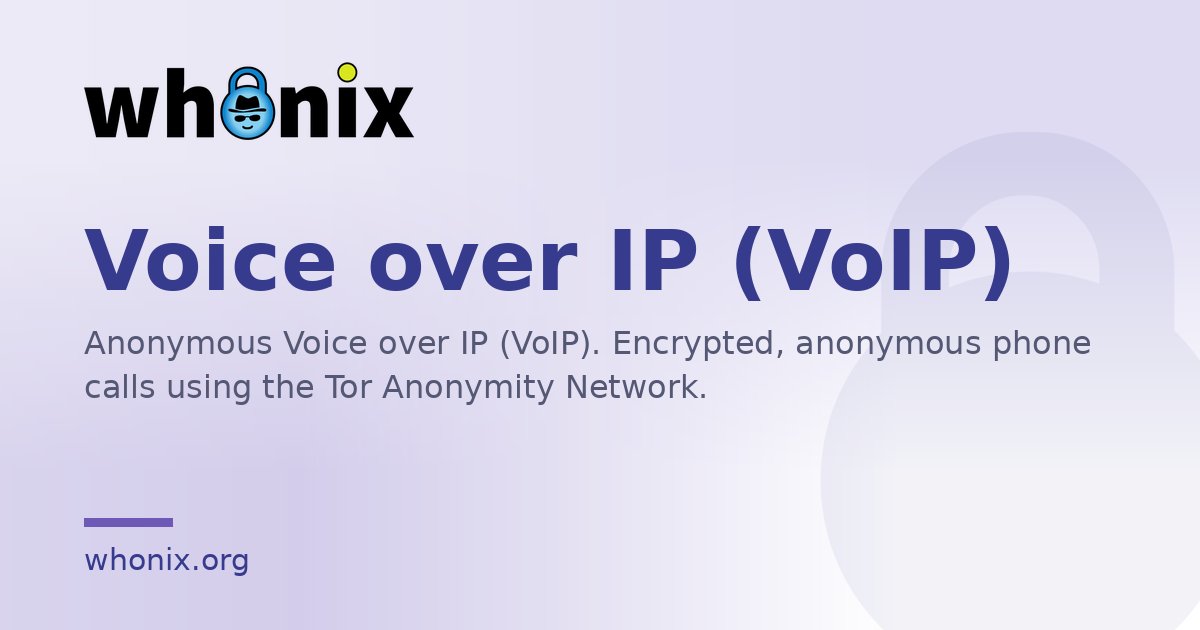 whonix
Voice over IP (VoIP)
Anonymous Voice over IP (VoIP). Encrypted, anonymous phone
calls using the Tor Anonymity Network.
whonix.org